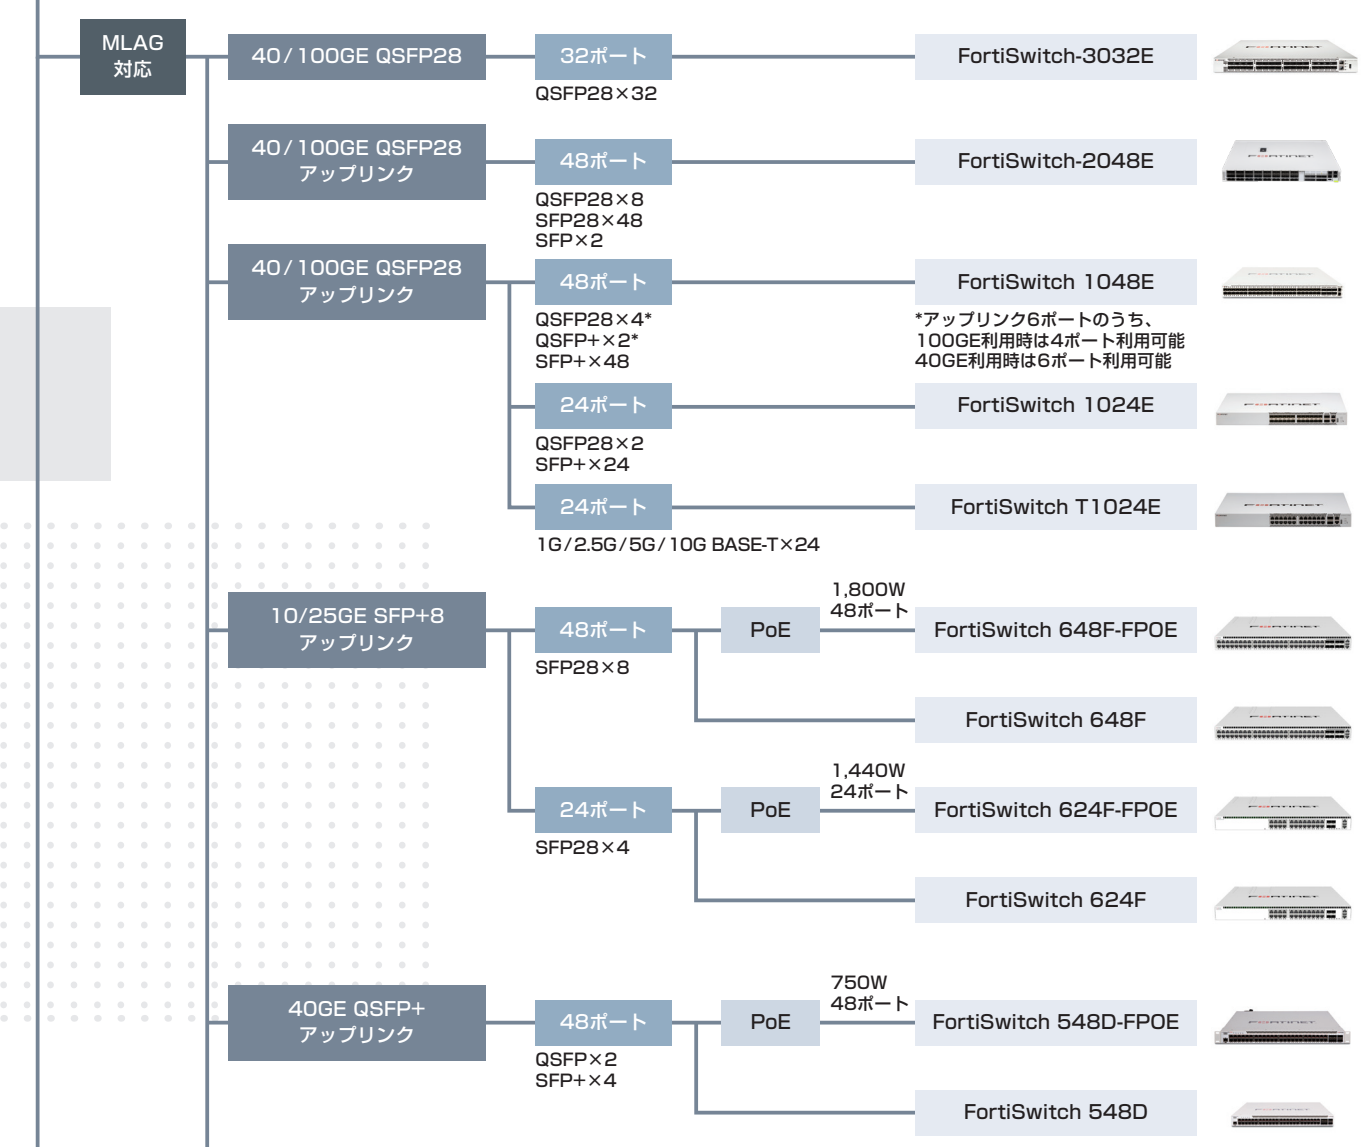 MLAG
対応
40/100GE QSFP28
32ポート
QSFP28×32
FortiSwitch-3032E
40/100GE QSFP28
アップリンク
48ポート
QSFP28×8
SFP28×48
SFP×2
FortiSwitch-2048E
40/100GE QSFP28
アップリンク
48ポート
QSFP28×4*
QSFP+×2*
SFP+×48
FortiSwitch 1048E
*アップリンク6ポートのうち、
100GE利用時は4ポート利用可能
40GE利用時は6ポート利用可能
24ポート
QSFP28×2
SFP+×24
FortiSwitch 1024E
24ポート
1G/2.5G/5G/10G BASE-T×24
FortiSwitch T1024E
10/25GE SFP+8
アップリンク
48ポート
SFP28×8
PoE
1,800W
48ポート
FortiSwitch 648F-FPOE
FortiSwitch 648F
24ポート
SFP28×4
PoE
1,440W
24ポート
FortiSwitch 624F-FPOE
FortiSwitch 624F
40GE QSFP+
アップリンク
48ポート
QSFP×2
SFP+×4
PoE
750W
48ポート
FortiSwitch 548D-FPOE
FortiSwitch 548D